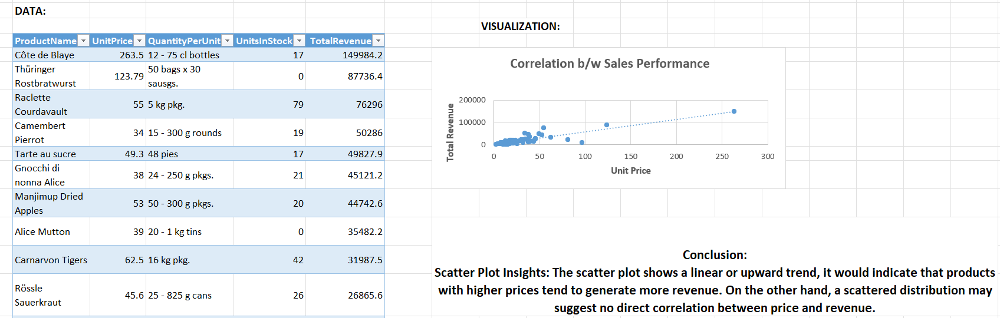 DATA:
VISUALIZATION:
ProductName UnitPrice QuantityPerUnit UnitsInStock TotalRevenue
Côte de Blaye 263.5 12 - 75 cl bottles 17 149984.2
Thüringer
Rostbratwurst 123.79 50 bags x 30
sausgs. 0 87736.4
Raclette
Courdavault 55 5 kg pkg. 79 76296
Camembert
Pierrot 34 15 - 300 g rounds 19 50286
Tarte au sucre 49.3 48 pies 17 49827.9
Gnocchi di
nonna Alice 38 24 - 250 g pkgs. 21 45121.2
Manjimup Dried
Apples 53 50 - 300 g pkgs. 20 44742.6
Alice Mutton 39 20 - 1 kg tins 0 35482.2
Carnarvon Tigers 62.5 16 kg pkg. 42 31987.5
Rössle
Sauerkraut 45.6 25 - 825 g cans 26 26865.6
Correlation b/w Sales Performance
Total Revenue
200000
100000
0
0 50 100 150 200 250 300
Unit Price
Conclusion:
Scatter Plot Insights: The scatter plot shows a linear or upward trend, it would indicate that products
with higher prices tend to generate more revenue. On the other hand, a scattered distribution may
suggest no direct correlation between price and revenue.